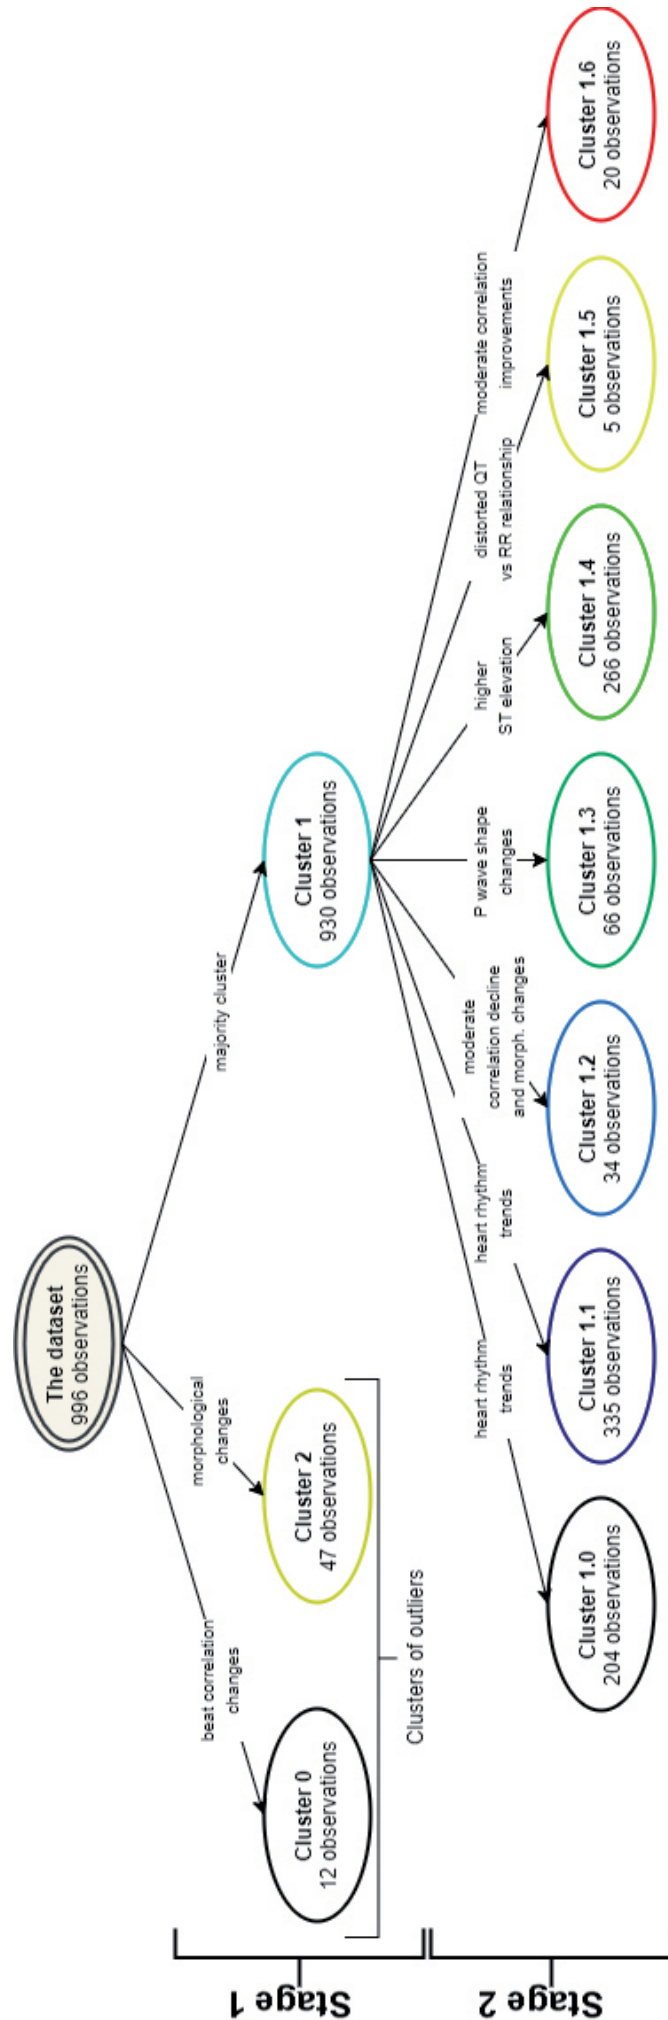 The dataset
996 observations
beat correlation
changes
morphological
changes
majority cluster
Stage 1
Cluster 0
12 observations
Cluster 2
47 observations
Cluster 1
930 observations
Clusters of outliers
heart rhythm
trends
heart rhythm
trends
moderate
correlation decline
and morph. changes
P wave shape
changes
higher
ST elevation
distorted QT
vs RR relationship
moderate correlation
improvements
Stage 2
Cluster 1.0
204 observations
Cluster 1.1
335 observations
Cluster 1.2
34 observations
Cluster 1.3
66 observations
Cluster 1.4
266 observations
Cluster 1.5
5 observations
Cluster 1.6
20 observations